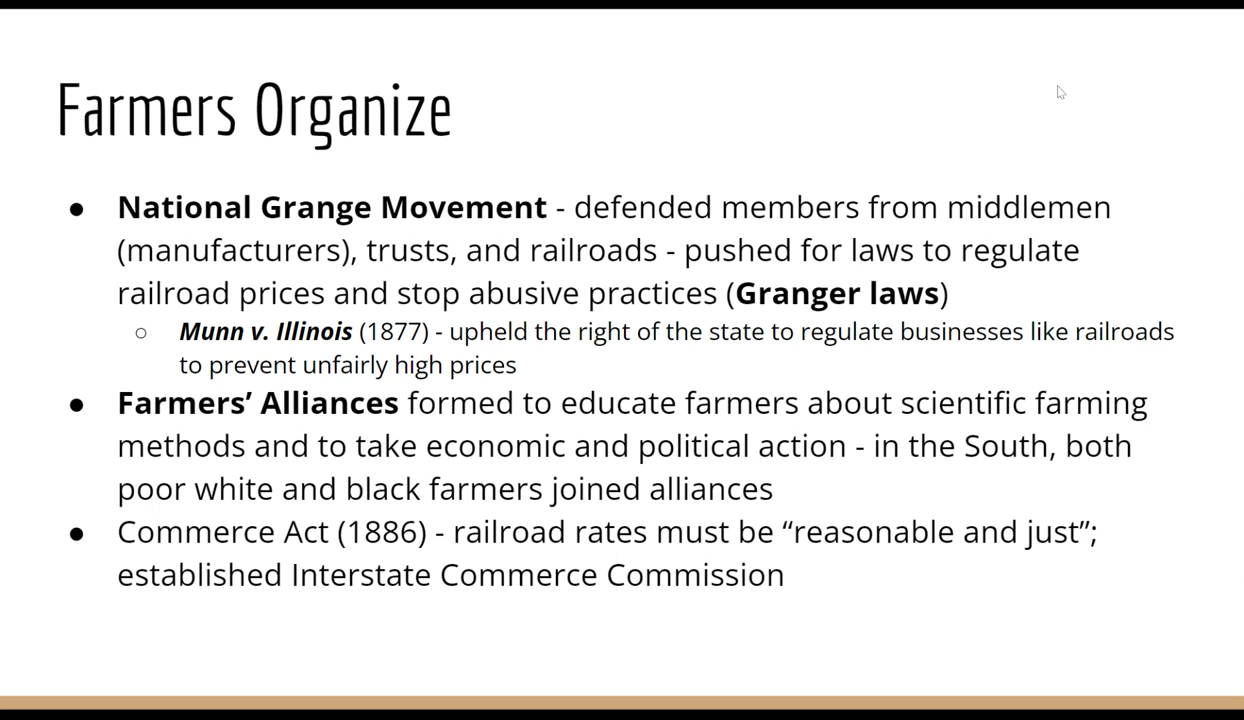 Farmers Organize
● National Grange Movement - defended members from middlemen
(manufacturers), trusts, and railroads - pushed for laws to regulate
railroad prices and stop abusive practices (Granger laws)
○ Munn v. Illinois (1877) - upheld the right of the state to regulate businesses like railroads
to prevent unfairly high prices
● Farmers’ Alliances formed to educate farmers about scientific farming
methods and to take economic and political action - in the South, both
poor white and black farmers joined alliances
● Commerce Act (1886) - railroad rates must be “reasonable and just”;
established Interstate Commerce Commission